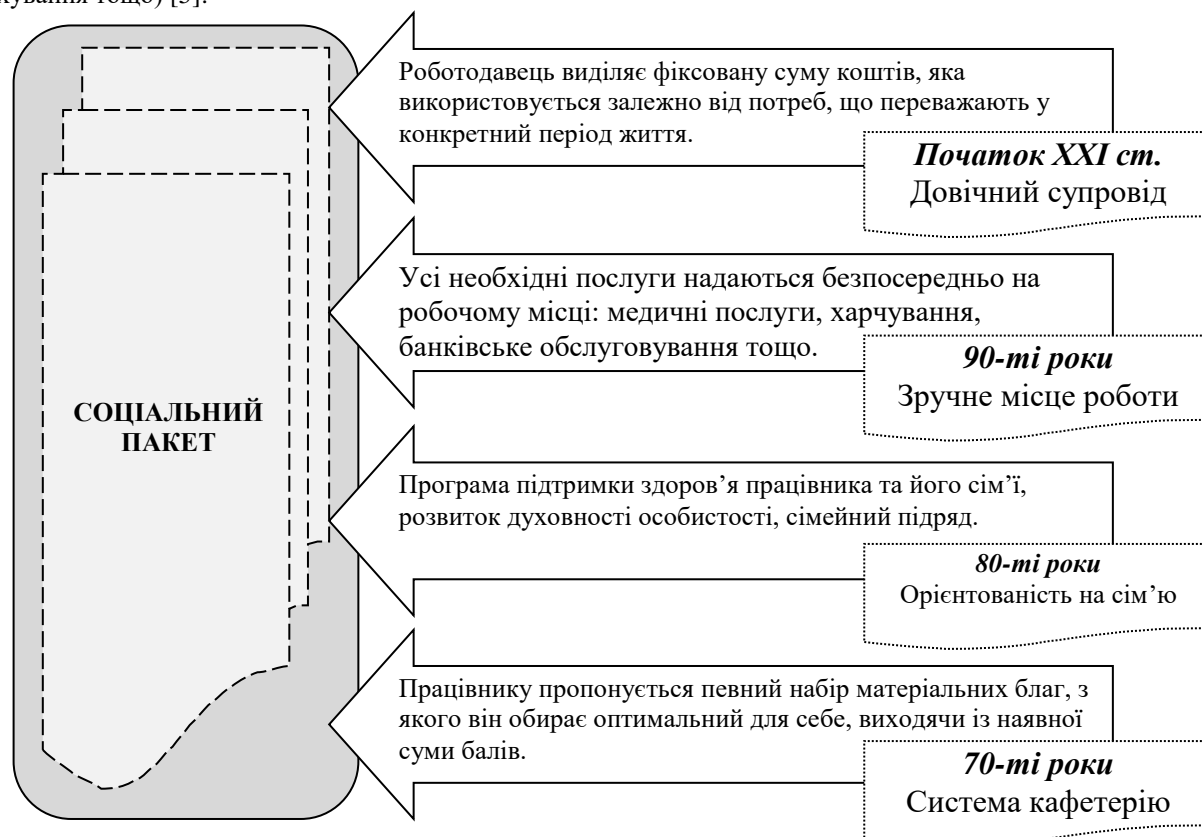 кування тощо) [5].
Роботодавець виділяє фіксовану суму коштів, яка
використовується залежно від потреб, що переважають у
конкретний період життя.
Початок ХХІ ст.
Довічний супровід
Усі необхідні послуги надаються безпосередньо на
робочому місці: медичні послуги, харчування,
банківське обслуговування тощо.
90-ті роки
Зручне місце роботи
СОЦІАЛЬНИЙ
ПАКЕТ
Програма підтримки здоров’я працівника та його сім’ї,
розвиток духовності особистості, сімейний підряд.
80-ті роки
Орієнтованість на сім’ю
Працівнику пропонується певний набір матеріальних благ, з
якого він обирає оптимальний для себе, виходячи із наявної
суми балів.
70-ті роки
Система кафетерію